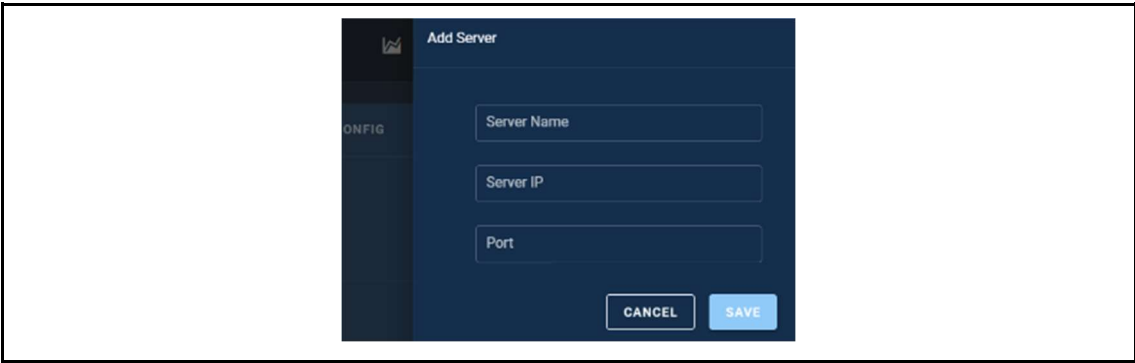 Add Server
ONFIG
Server Name
Server IP
Port
CANCEL
SAVE